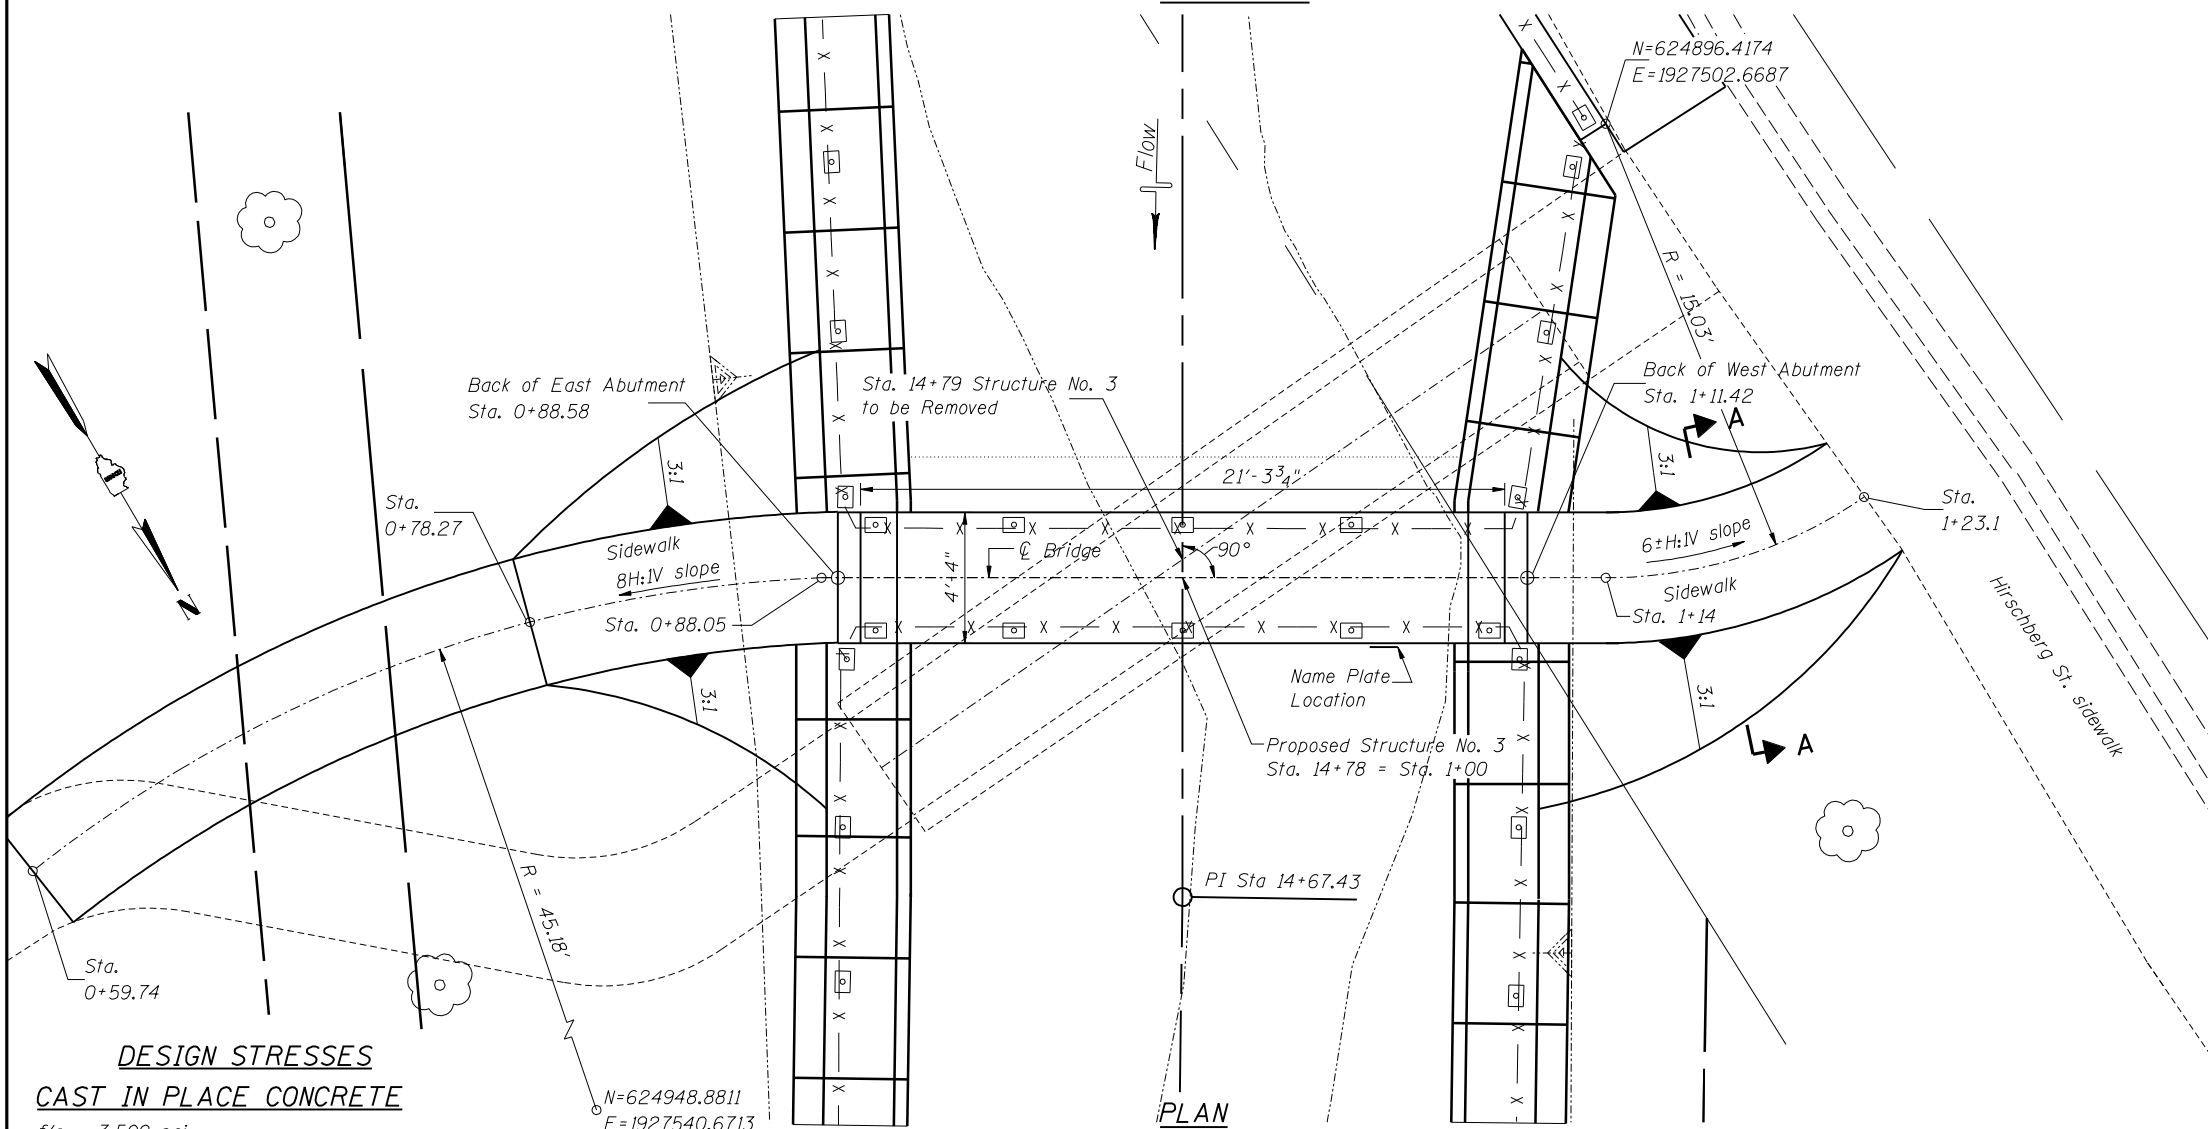 N=624896.4174
E=1927502.6687
Flow
R = 15.03'
Back of East Abutment
Sta. 0+88.58
Sta. 14+79 Structure No. 3
to be Removed
Back of West Abutment
Sta. 1+11.42
A
3:1
3:1
21'-3 3/4"
Sta.
0+78.27
Sta.
1+23.1
Sidewalk
8H:1V slope
℄ Bridge
90°
6±H:1V slope
4'-4"
Sidewalk
Sta. 0+88.05
Sta. 1+14
Hirschberg St. sidewalk
N
3:1
3:1
Name Plate
Location
Proposed Structure No. 3
Sta. 14+78 = Sta. 1+00
A
PI Sta 14+67.43
R = 45.18'
Sta.
0+59.74
DESIGN STRESSES
CAST IN PLACE CONCRETE
N=624948.8811
E=1927540.6713
PLAN